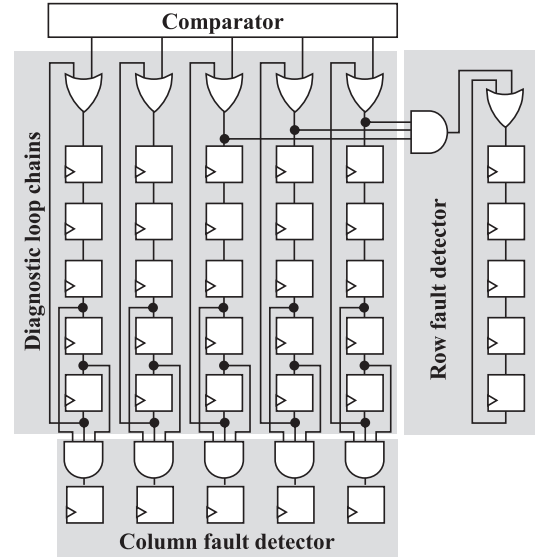 Comparator
Diagnostic loop chains
Row fault detector
Column fault detector